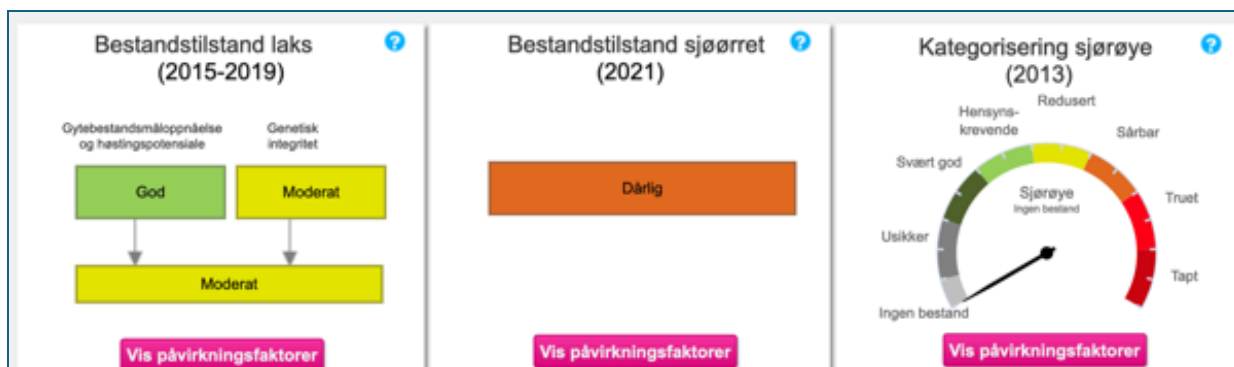 Bestandstilstand laks
(2015-2019)
?
Gytebestandsmåloppnåelse
og høstingspotensiale
Genetisk
integritet
God
Moderat
Moderat
Vis påvirkningsfaktorer
Bestandstilstand sjøørret
(2021)
?
Dårlig
Vis påvirkningsfaktorer
Kategorisering sjørøye
(2013)
?
Redusert
Hensyns-
krevende
Sårbar
Svært god
Sjørøye
Ingen bestand
Truet
Usikker
Tapt
Ingen bestand
Vis påvirkningsfaktorer